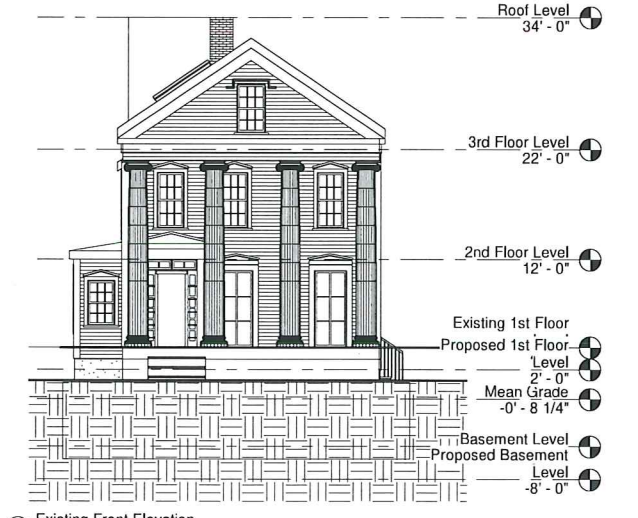 Roof Level
34' - 0"
3rd Floor Level
22' - 0"
2nd Floor Level
12' - 0"
Existing 1st Floor
Proposed 1st Floor
Level
2' - 0"
Mean Grade
-0' - 8 1/4"
Basement Level
Proposed Basement
Level
-8' - 0"
Existing Front Elevation